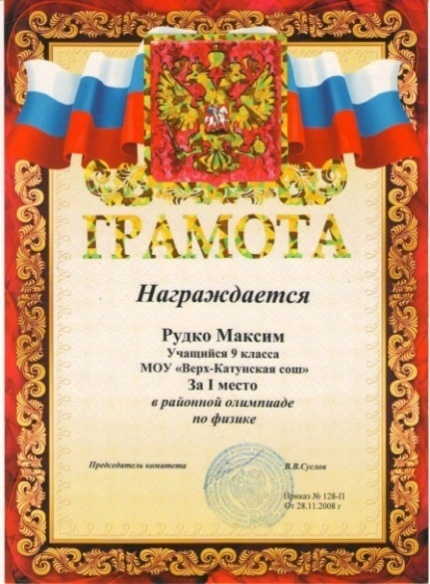 ГРАМОТА
Награждается
Рудко Максим
Учащийся 9 класса
МОУ «Верх-Катунская сош»
За I место
в районной олимпиаде
по физике
Председатель комитета
В.В.Суслов
Приказ № 128-П
От 28.11.2008 г